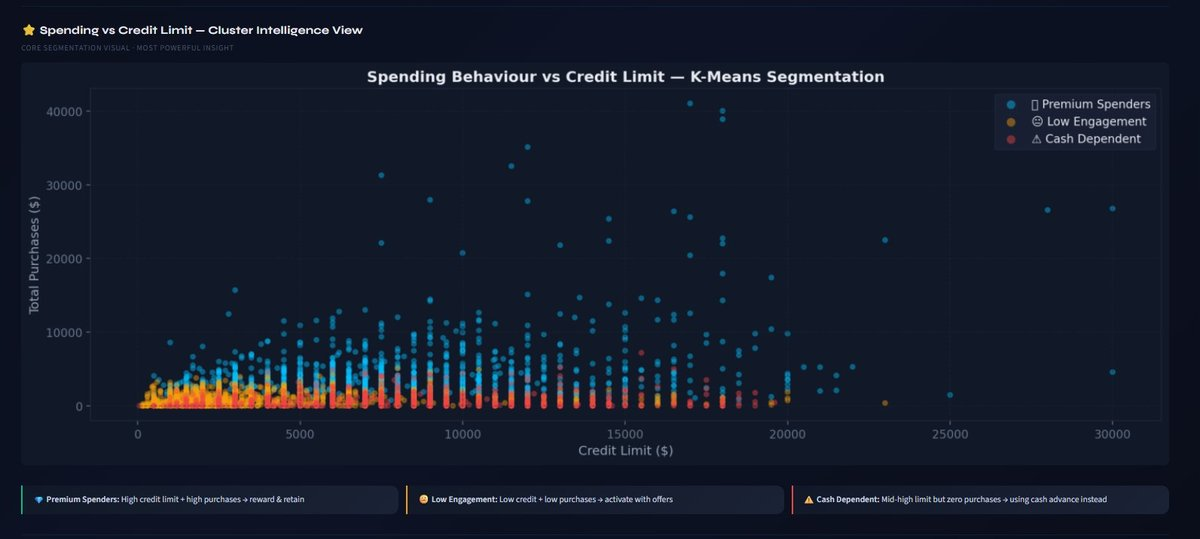 ⭐ Spending vs Credit Limit — Cluster Intelligence View
CORE SEGMENTATION VISUAL · MOST POWERFUL INSIGHT
Spending Behaviour vs Credit Limit — K-Means Segmentation
Premium Spenders
😐 Low Engagement
⚠ Cash Dependent
Total Purchases ($)
40000
30000
20000
10000
0
0 5000 10000 15000 20000 25000 30000
Credit Limit ($)
💎 Premium Spenders: High credit limit + high purchases → reward & retain
😐 Low Engagement: Low credit + low purchases → activate with offers
⚠️ Cash Dependent: Mid-high limit but zero purchases → using cash advance instead